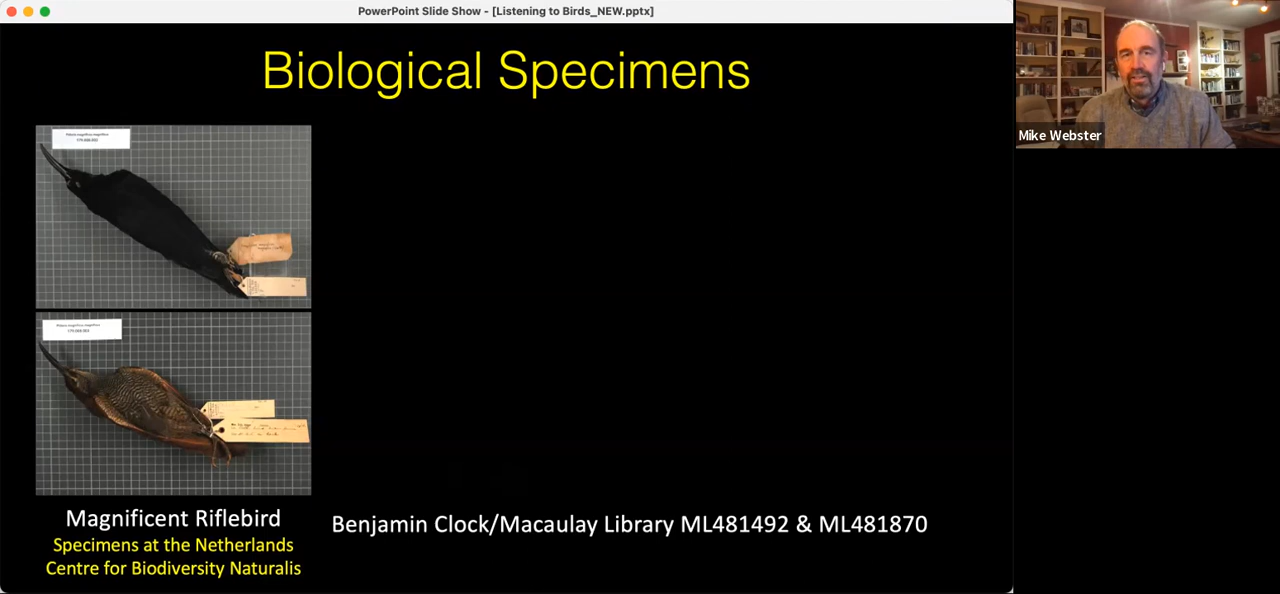 PowerPoint Slide Show - [Listening to Birds_NEW.pptx]
Biological Specimens
Mike Webster
Magnificent Riflebird
Specimens at the Netherlands
Centre for Biodiversity Naturalis
Benjamin Clock/Macaulay Library ML481492 & ML481870